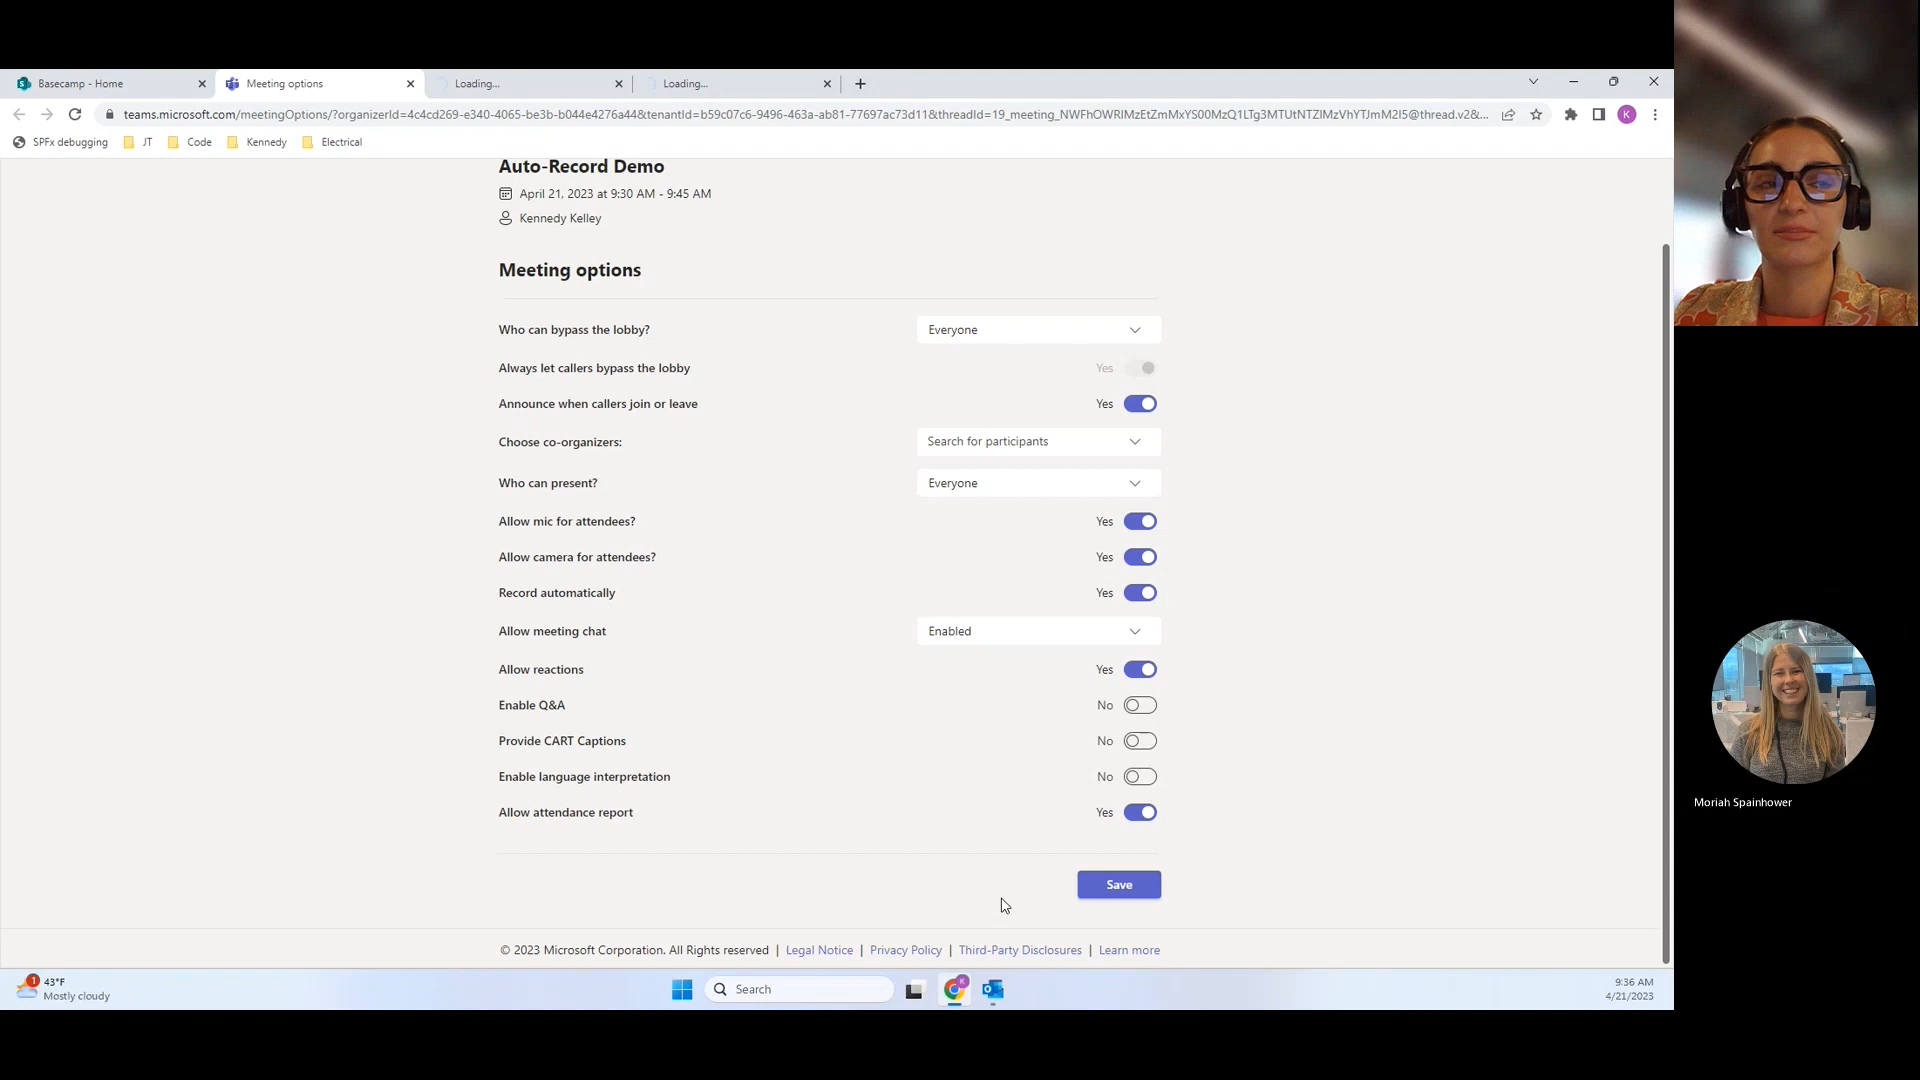 Basecamp - Home
Meeting options
Loading...
Loading...
teams.microsoft.com/meetingOptions/?organizerId=4c4cd269-e340-4065-be3b-b044e4276a44&tenantId=b59c07c6-9496-463a-ab81-77697ac73d11&threadId=19_meeting_NWFhOWRlMzEtZmMxYS00MzQ1LTg3MTUtNTZlMzVhYTJmM2I5@thread.v2&...
K
SPFx debugging
JT
Code
Kennedy
Electrical
Auto-Record Demo
April 21, 2023 at 9:30 AM - 9:45 AM
Kennedy Kelley
Meeting options
Who can bypass the lobby? Everyone
Always let callers bypass the lobby Yes
Announce when callers join or leave Yes
Choose co-organizers: Search for participants
Who can present? Everyone
Allow mic for attendees? Yes
Allow camera for attendees? Yes
Record automatically Yes
Allow meeting chat Enabled
Allow reactions Yes
Enable Q&A No
Provide CART Captions No
Enable language interpretation No
Allow attendance report Yes
Save
© 2023 Microsoft Corporation. All Rights reserved | Legal Notice | Privacy Policy | Third-Party Disclosures | Learn more
Moriah Spainhower
1
43°F
Mostly cloudy
Search
9:36 AM
4/21/2023